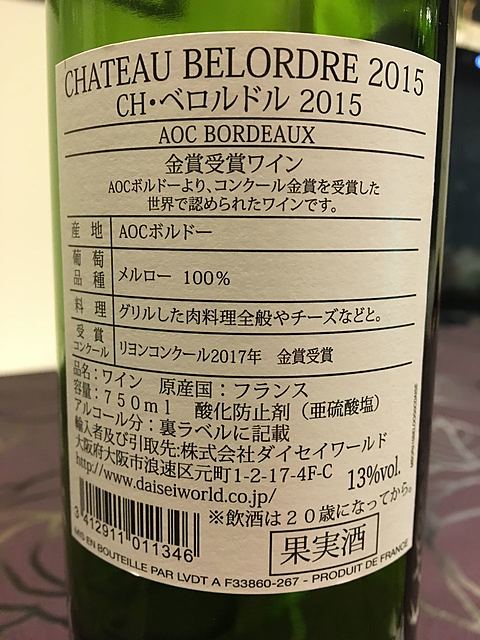 CHATEAU BELORDRE 2015
CH・ベロルドル 2015
AOC BORDEAUX
金賞受賞ワイン
AOCボルドーより、コンクール金賞を受賞した
世界で認められたワインです。
産地 AOCボルドー
葡萄品種 メルロー 100%
料理 グリルした肉料理全般やチーズなどと。
受賞コンクール リヨンコンクール2017年 金賞受賞
品名:ワイン 原産国:フランス
容量:750ml 酸化防止剤(亜硫酸塩)
アルコール分:裏ラベルに記載
輸入者及び引取先:株式会社ダイセイワールド
大阪府大阪市浪速区元町1-2-17-4F-C
http://www.daiseiworld.co.jp/
13%vol.
※飲酒は20歳になってから。
3 412911 011346
果実酒
MIS EN BOUTEILLE PAR LVDT A F33860-267 - PRODUIT DE FRANCE